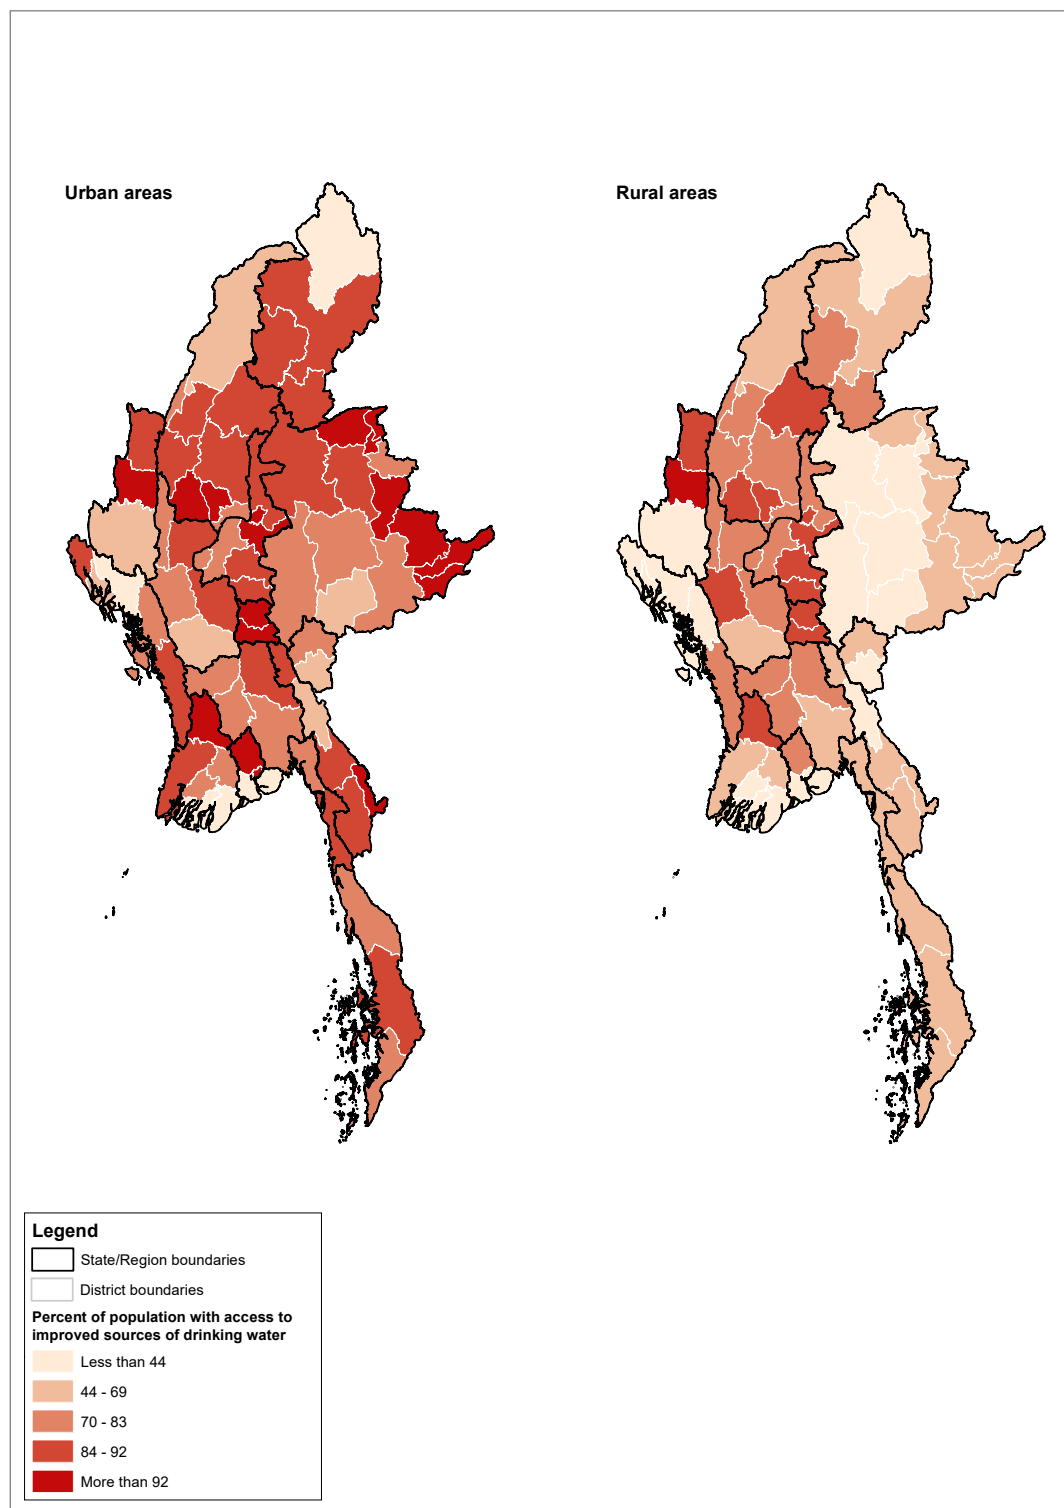 Urban areas
Rural areas
Legend
State/Region boundaries
District boundaries
Percent of population with access to
improved sources of drinking water
Less than 44
44 - 69
70 - 83
84 - 92
More than 92